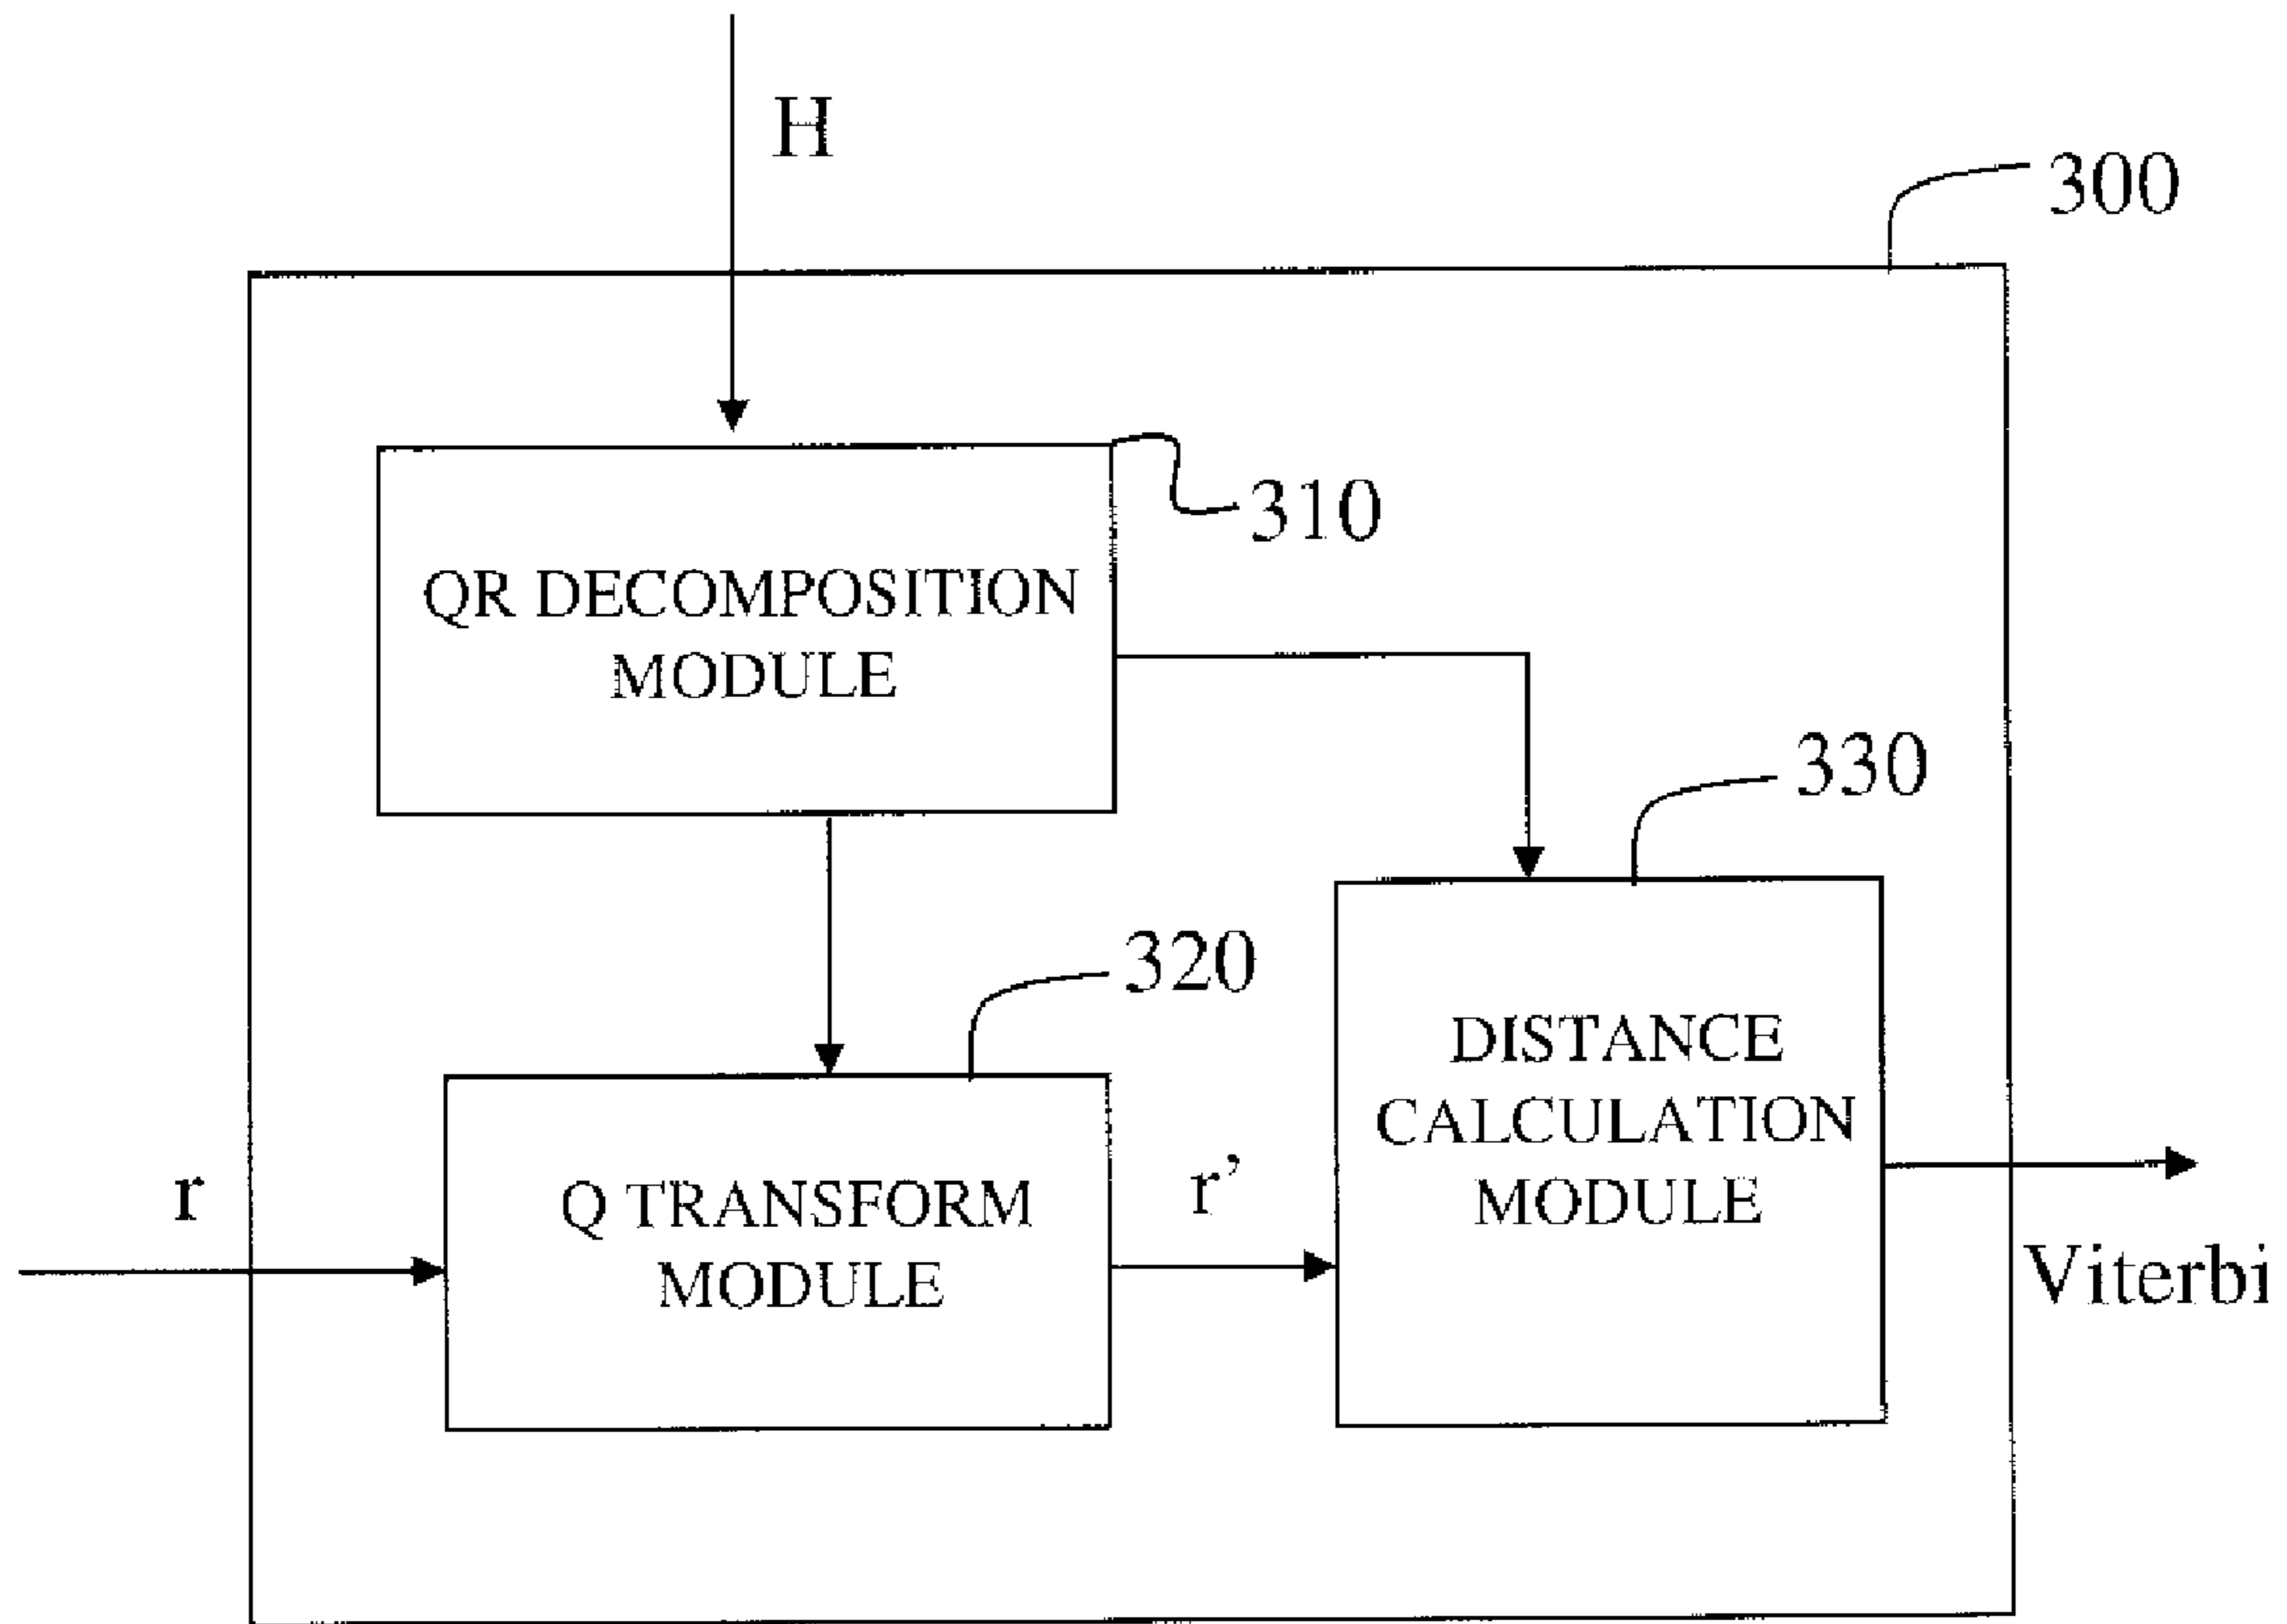 H
300
310
QR DECOMPOSITION
MODULE
330
320
DISTANCE
CALCULATION
MODULE
r
Q TRANSFORM
MODULE
r’
Viterbi